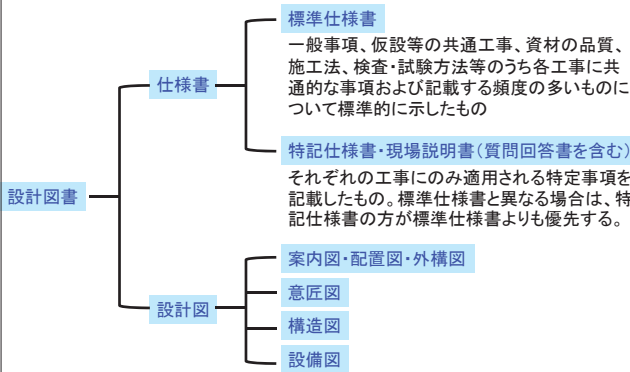 標準仕様書
一般事項、仮設等の共通工事、資材の品質、
施工法、検査・試験方法等のうち各工事に共
通的な事項および記載する頻度の多いものに
ついて標準的に示したもの
仕様書
特記仕様書・現場説明書(質問回答書を含む)
それぞれの工事にのみ適用される特定事項を
記載したもの。標準仕様書と異なる場合は、特
記仕様書の方が標準仕様書よりも優先する。
設計図書
案内図・配置図・外構図
意匠図
設計図
構造図
設備図